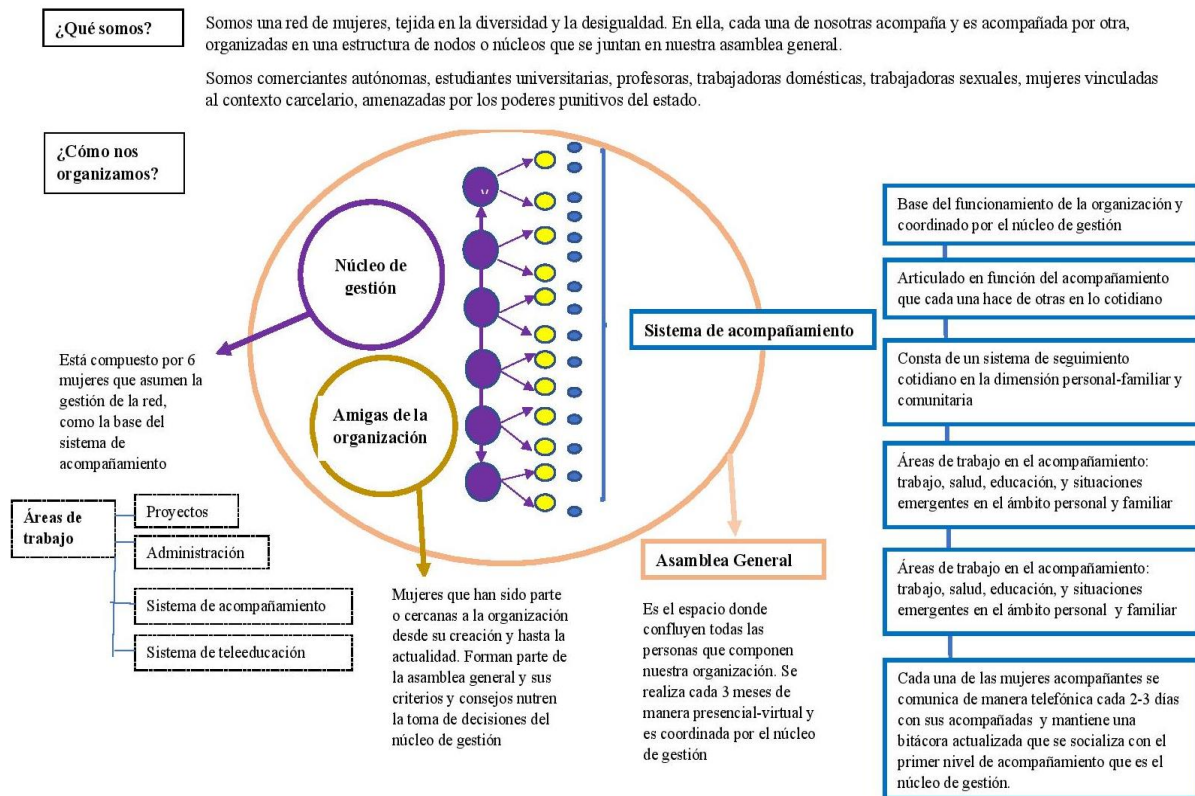 ¿Qué somos?
Somos una red de mujeres, tejida en la diversidad y la desigualdad. En ella, cada una de nosotras acompaña y es acompañada por otra,
organizadas en una estructura de nodos o núcleos que se juntan en nuestra asamblea general.
Somos comerciantes autónomas, estudiantes universitarias, profesoras, trabajadoras domésticas, trabajadoras sexuales, mujeres vinculadas
al contexto carcelario, amenazadas por los poderes punitivos del estado.
¿Cómo nos
organizamos?
Núcleo de
gestión
Está compuesto por 6
mujeres que asumen la
gestión de la red,
como la base del
sistema de
acompañamiento
Amigas de la
organización
Áreas de
trabajo
Proyectos
Administración
Sistema de acompañamiento
Sistema de teleeducación
Mujeres que han sido parte
o cercanas a la organización
desde su creación y hasta la
actualidad. Forman parte de
la asamblea general y sus
criterios y consejos nutren
la toma de decisiones del
núcleo de gestión
Sistema de acompañamiento
Asamblea General
Es el espacio donde
confluyen todas las
personas que componen
nuestra organización. Se
realiza cada 3 meses de
manera presencial-virtual y
es coordinada por el núcleo
de gestión
Base del funcionamiento de la organización y
coordinado por el núcleo de gestión
Articulado en función del acompañamiento
que cada una hace de otras en lo cotidiano
Consta de un sistema de seguimiento
cotidiano en la dimensión personal-familiar y
comunitaria
Áreas de trabajo en el acompañamiento:
trabajo, salud, educación, y situaciones
emergentes en el ámbito personal y familiar
Áreas de trabajo en el acompañamiento:
trabajo, salud, educación, y situaciones
emergentes en el ámbito personal y familiar
Cada una de las mujeres acompañantes se
comunica de manera telefónica cada 2-3 días
con sus acompañadas y mantiene una
bitácora actualizada que se socializa con el
primer nivel de acompañamiento que es el
núcleo de gestión.